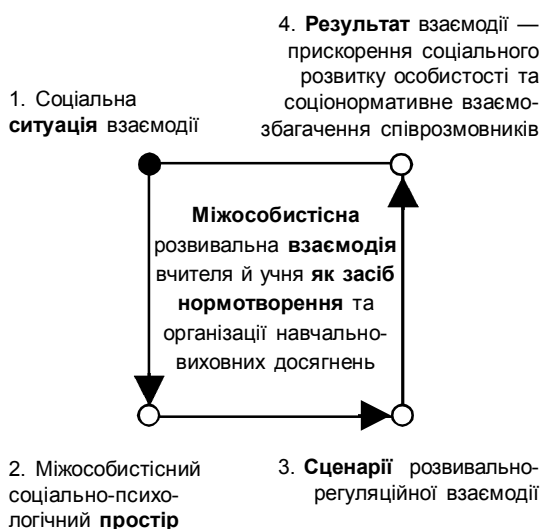 4. Результат взаємодії —
прискорення соціального
розвитку особистості та
соціонормативне взаємо-
збагачення співрозмовників
1. Соціальна
ситуація взаємодії
Міжособистісна
розвивальна взаємодія
вчителя й учня як засіб
нормотворення та
організації навчально-
виховних досягнень
2. Міжособистісний
соціально-психо-
логічний простір
3. Сценарії розвивально-
регуляційної взаємодії